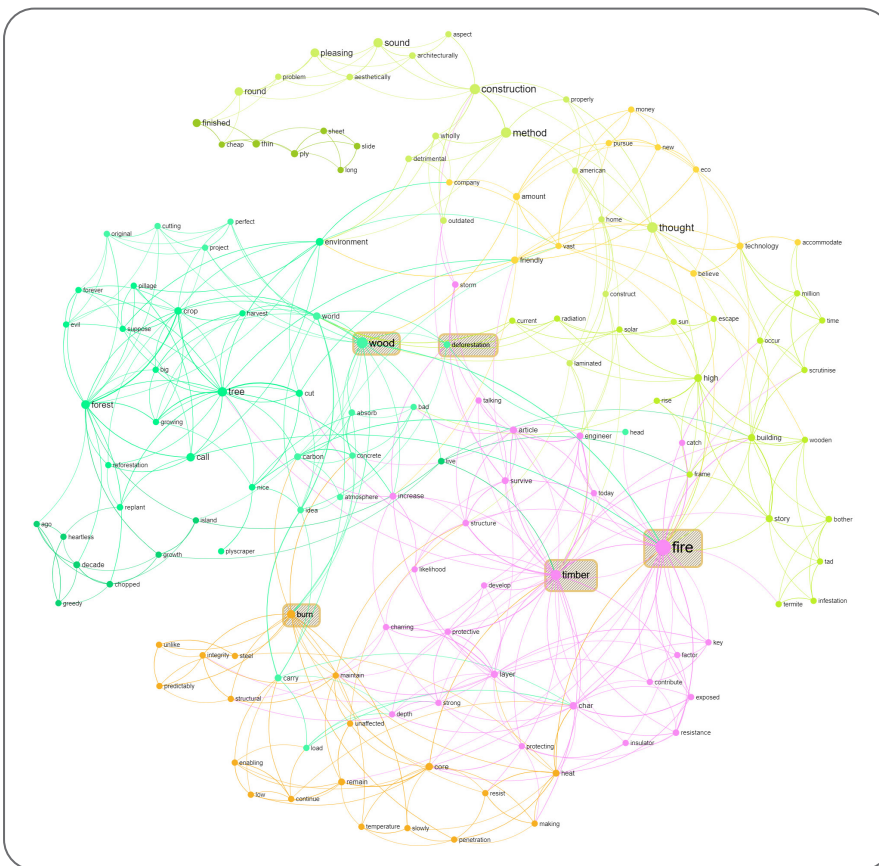 aspect
sound
pleasing
architecturally
problem
aesthetically
round
construction
properly
money
finished
sheet
method
wholly
pursue
new
cheap
thin
ply
slide
detrimental
long
american
eco
company
amount
perfect
cutting
original
outdated
home
thought
environment
project
vast
technology
accommodate
friendly
believe
storm
forever
pillage
construct
million
crop
harvest
world
current
radiation
sun
escape
time
evil
suppose
solar
occur
wood
deforestation
laminated
big
scrutinise
high
tree
cut
forest
talking
rise
absorb
bad
growing
article
engineer
head
building
wooden
catch
call
carbon
concrete
live
reforestation
frame
survive
nice
atmosphere
increase
today
replant
idea
island
structure
story
bother
ago
heartless
plyscraper
growth
fire
tad
decade
likelihood
timber
chopped
develop
greedy
infestation
termite
burn
charring
protective
unlike
key
integrity
steel
factor
predictably
carry
maintain
layer
contribute
structural
strong
exposed
depth
char
unaffected
resistance
load
protecting
insulator
enabling
core
heat
remain
low
continue
resist
temperature
slowly
making
penetration